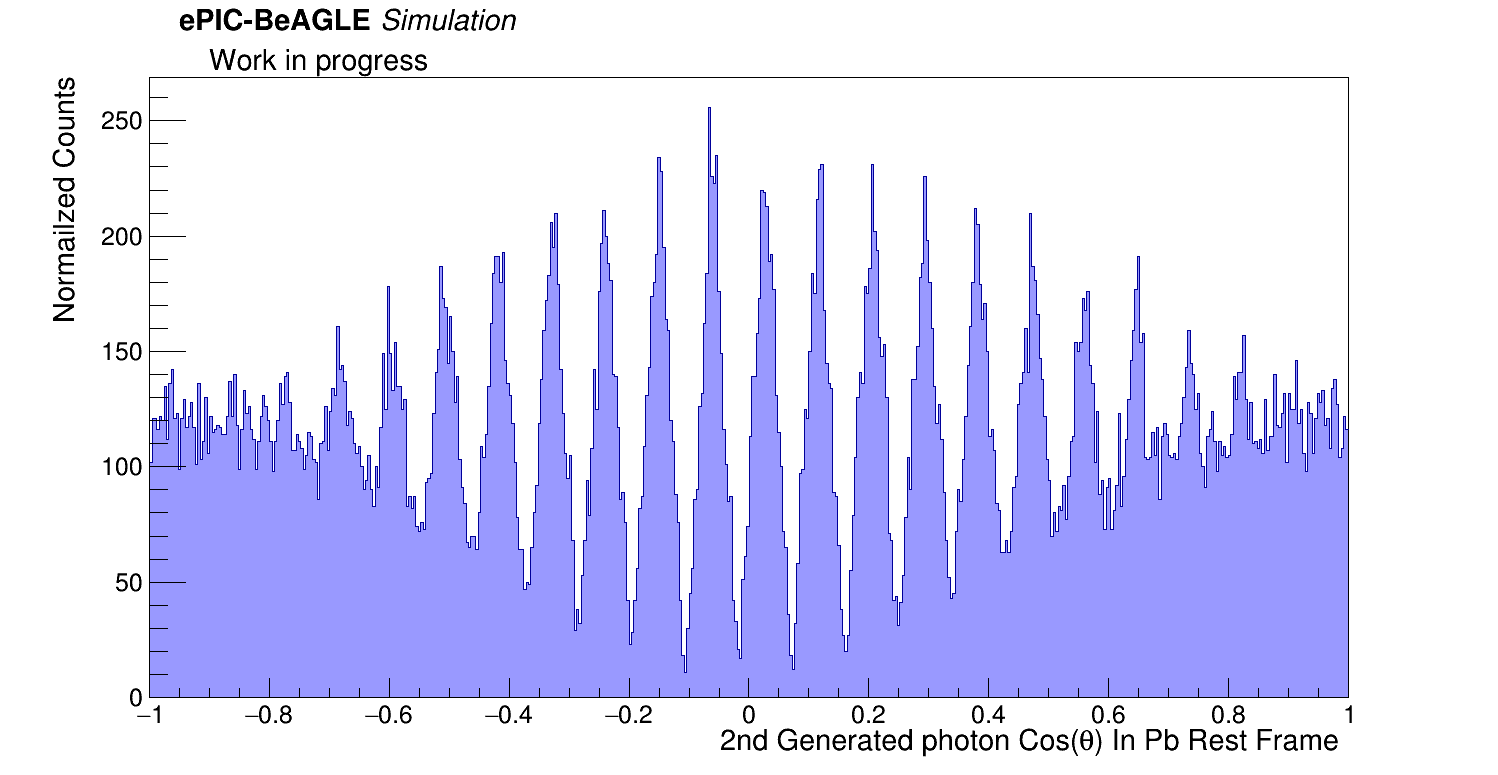 ePIC-BeAGLE Simulation
Work in progress
Normailzed Counts
250
200
150
100
50
0
−1 −0.8 −0.6 −0.4 −0.2 0 0.2 0.4 0.6 0.8 1
2nd Generated photon Cos(θ) In Pb Rest Frame